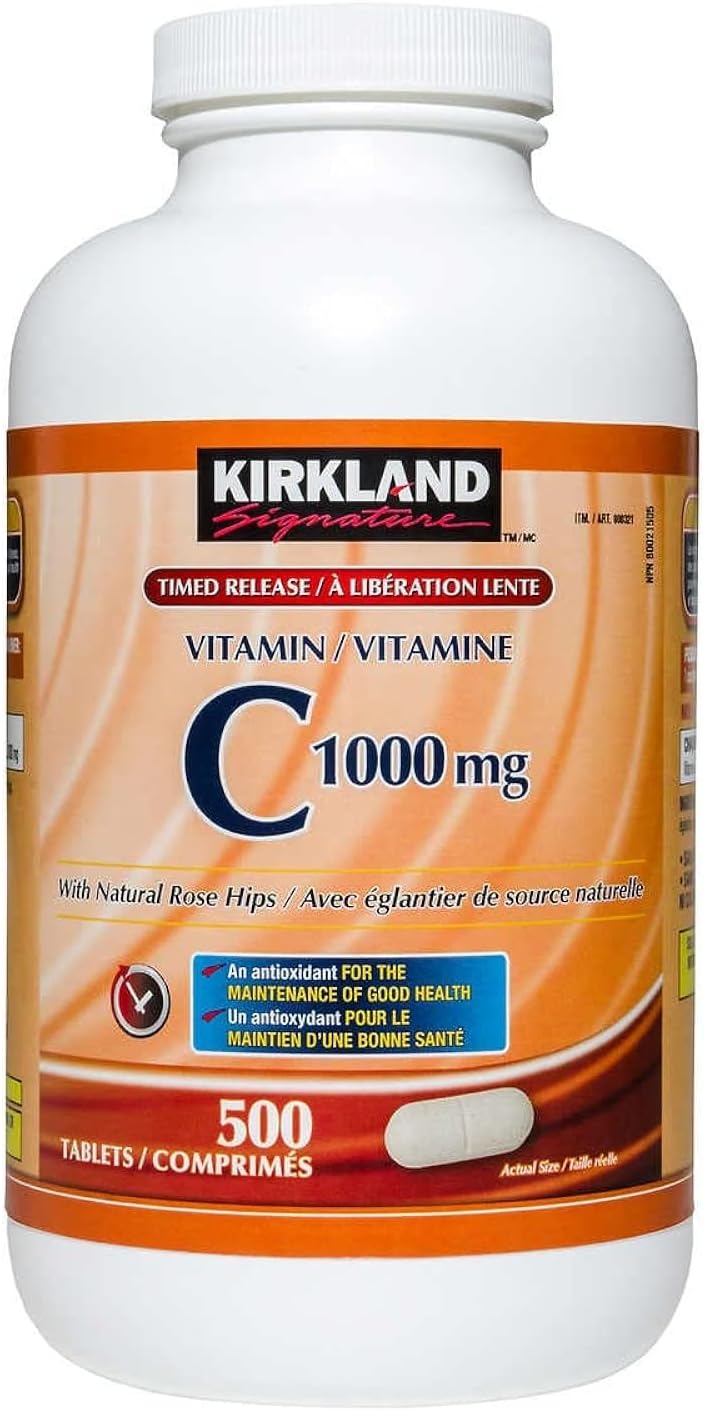 KIRKLAND
Signature
TM/MC
ITM. / ART. 608321
NPN 80021505
TIMED RELEASE / À LIBÉRATION LENTE
VITAMIN / VITAMINE
C 1000 mg
With Natural Rose Hips / Avec églantier de source naturelle
An antioxidant FOR THE
MAINTENANCE OF GOOD HEALTH
Un antioxydant POUR LE
MAINTIEN D'UNE BONNE SANTÉ
500
TABLETS / COMPRIMÉS
Actual Size / Taille réelle